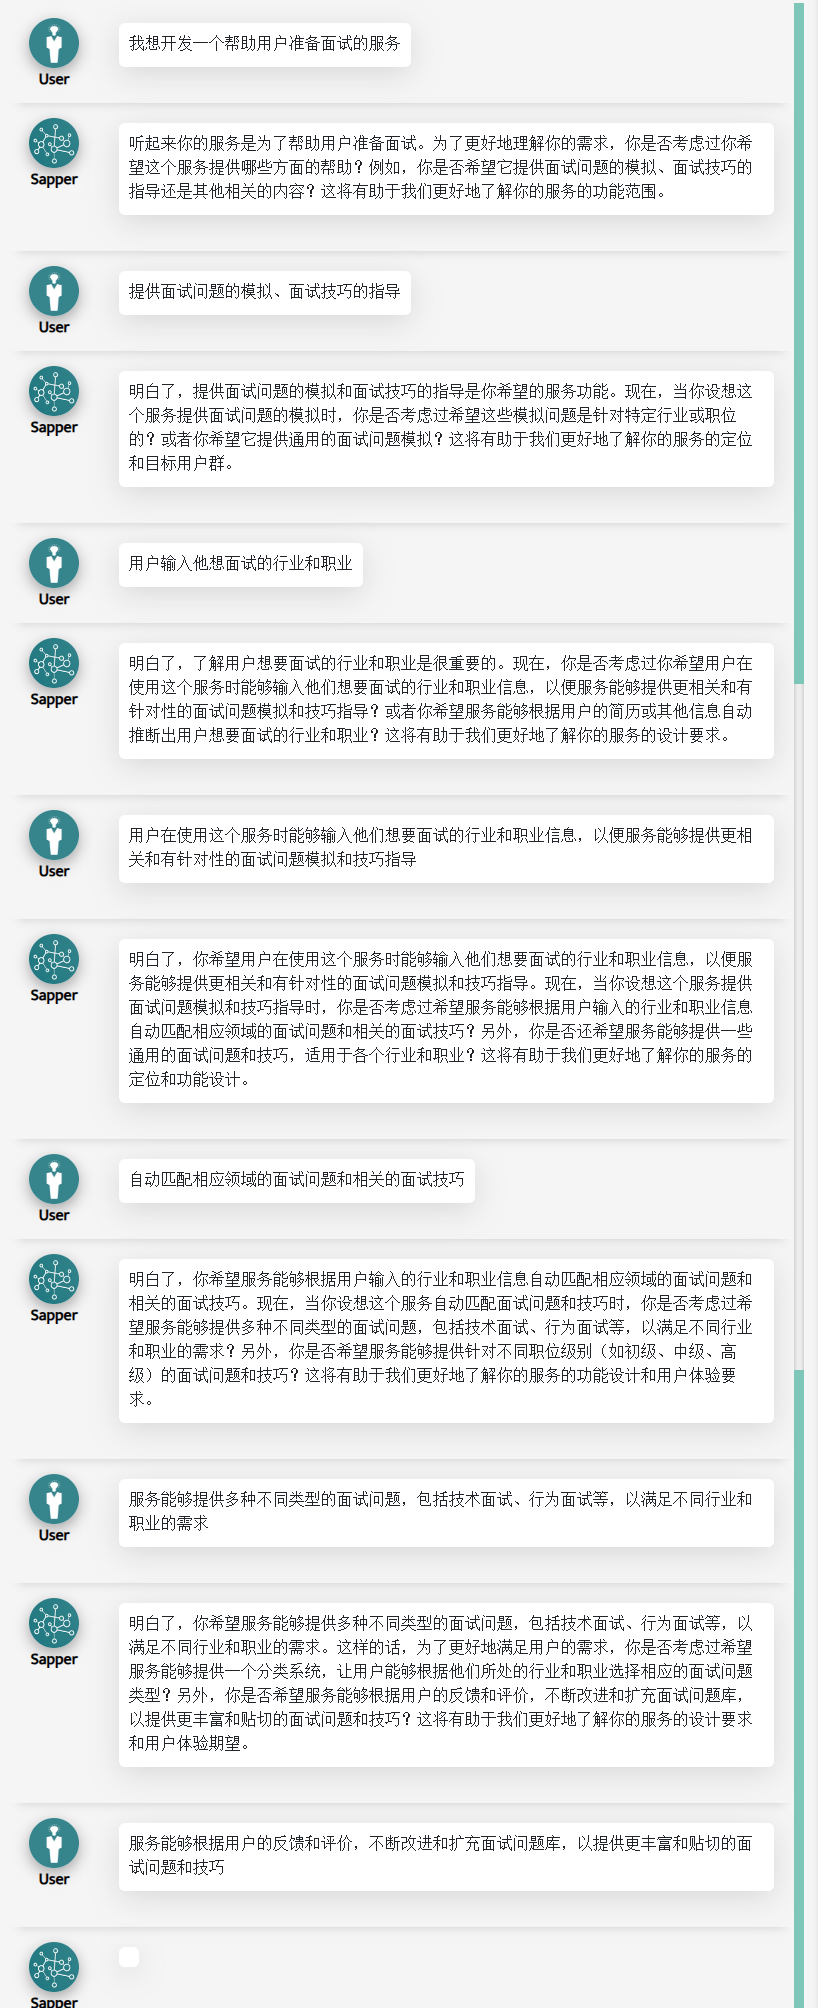 我想开发一个帮助用户准备面试的服务
User
听起来你的服务是为了帮助用户准备面试。为了更好地理解你的需求，你是否考虑过你希
望这个服务提供哪些方面的帮助？例如，你是否希望它提供面试问题的模拟、面试技巧的
指导还是其他相关的内容？这将有助于我们更好地了解你的服务的功能范围。
Sapper
提供面试问题的模拟、面试技巧的指导
User
明白了，提供面试问题的模拟和面试技巧的指导是你希望的服务功能。现在，当你设想这
个服务提供面试问题的模拟时，你是否考虑过希望这些模拟问题是针对特定行业或职位
的？或者你希望它提供通用的面试问题模拟？这将有助于我们更好地了解你的服务的定位
和目标用户群。
Sapper
用户输入他想面试的行业和职业
User
明白了，了解用户想要面试的行业和职业是很重要的。现在，你是否考虑过你希望用户在
使用这个服务时能够输入他们想要面试的行业和职业信息，以便服务能够提供更相关和有
针对性的面试问题模拟和技巧指导？或者你希望服务能够根据用户的简历或其他信息自动
推断出用户想要面试的行业和职业？这将有助于我们更好地了解你的服务的设计要求。
Sapper
用户在使用这个服务时能够输入他们想要面试的行业和职业信息，以便服务能够提供更相
关和有针对性的面试问题模拟和技巧指导
User
明白了，你希望用户在使用这个服务时能够输入他们想要面试的行业和职业信息，以便服
务能够提供更相关和有针对性的面试问题模拟和技巧指导。现在，当你设想这个服务提供
面试问题模拟和技巧指导时，你是否考虑过希望服务能够根据用户输入的行业和职业信息
自动匹配相应领域的面试问题和相关的面试技巧？另外，你是否还希望服务能够提供一些
通用的面试问题和技巧，适用于各个行业和职业？这将有助于我们更好地了解你的服务的
定位和功能设计。
Sapper
自动匹配相应领域的面试问题和相关的面试技巧
User
明白了，你希望服务能够根据用户输入的行业和职业信息自动匹配相应领域的面试问题和
相关的面试技巧。现在，当你设想这个服务自动匹配面试问题和技巧时，你是否考虑过希
望服务能够提供多种不同类型的面试问题，包括技术面试、行为面试等，以满足不同行业
和职业的需求？另外，你是否希望服务能够提供针对不同职位级别（如初级、中级、高
级）的面试问题和技巧？这将有助于我们更好地了解你的服务的功能设计和用户体验要
求。
Sapper
服务能够提供多种不同类型的面试问题，包括技术面试、行为面试等，以满足不同行业和
职业的需求
User
明白了，你希望服务能够提供多种不同类型的面试问题，包括技术面试、行为面试等，以
满足不同行业和职业的需求。这样的话，为了更好地满足用户的需求，你是否考虑过希望
服务能够提供一个分类系统，让用户能够根据他们所处的行业和职业选择相应的面试问题
类型？另外，你是否希望服务能够根据用户的反馈和评价，不断改进和扩充面试问题库，
以提供更丰富和贴切的面试问题和技巧？这将有助于我们更好地了解你的服务的设计要求
和用户体验期望。
Sapper
服务能够根据用户的反馈和评价，不断改进和扩充面试问题库，以提供更丰富和贴切的面
试问题和技巧
User
Sapper